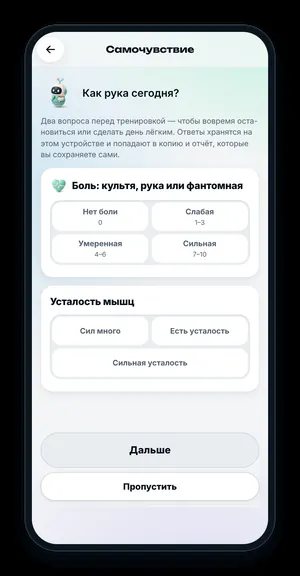 Самочувствие
Как рука сегодня?
Два вопроса перед тренировкой — чтобы вовремя оста-
новиться или сделать день лёгким. Ответы хранятся на
этом устройстве и попадают в копию и отчёт, которые
вы сохраняете сами.
Боль: культя, рука или фантомная
Нет боли
0
Слабая
1–3
Умеренная
4–6
Сильная
7–10
Усталость мышц
Сил много
Есть усталость
Сильная усталость
Дальше
Пропустить